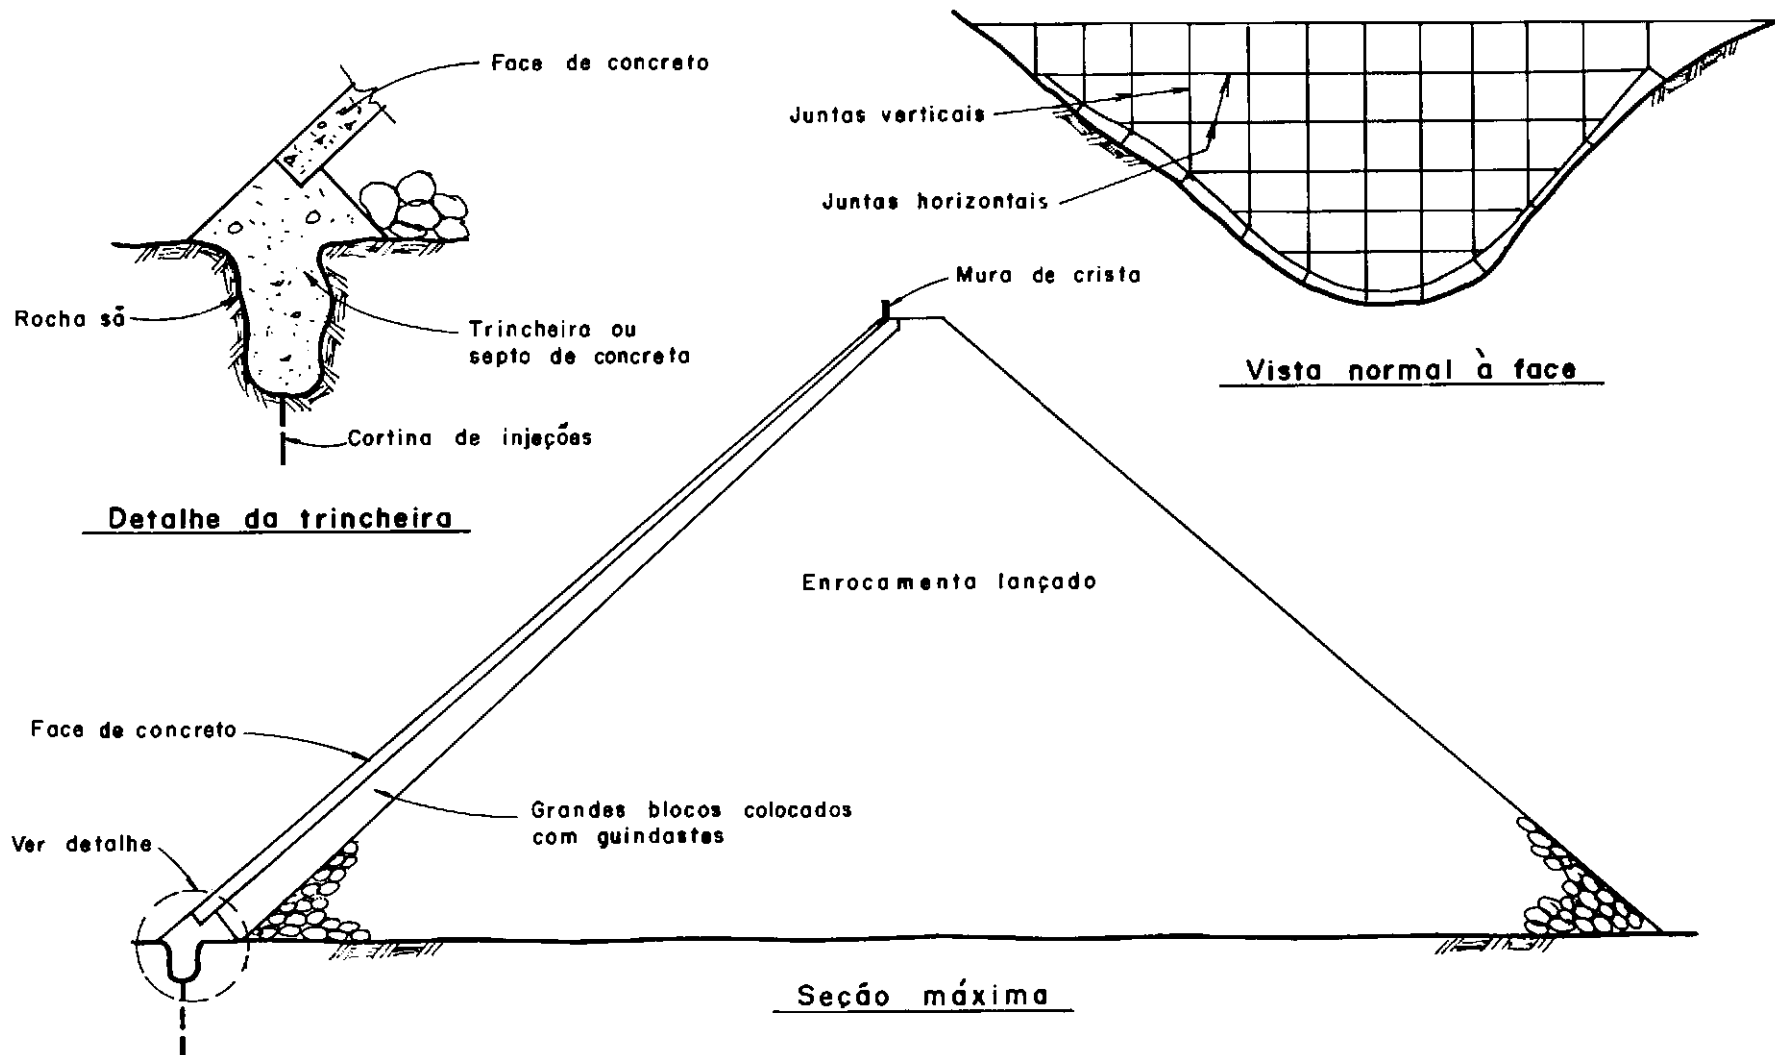 Face de concreto
Rocha sã
Trincheira ou
septo de concreta
Cortina de injeções
Detalhe da trincheira
Juntas verticais
Juntas horizontais
Vista normal à face
Mura de crista
Enrocamenta lançado
Face de concreto
Grandes blocos colocados
com guindastes
Ver detalhe
Seção máxima